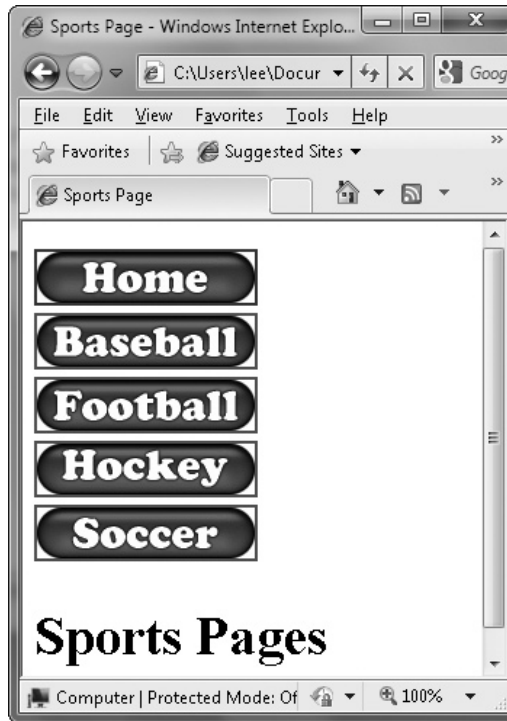 Sports Page - Windows Internet Explo...
C:\Users\lee\Docur
Goog
File Edit View Favorites Tools Help
Favorites Suggested Sites
Sports Page
Home
Baseball
Football
Hockey
Soccer
Sports Pages
Computer | Protected Mode: Of 100%